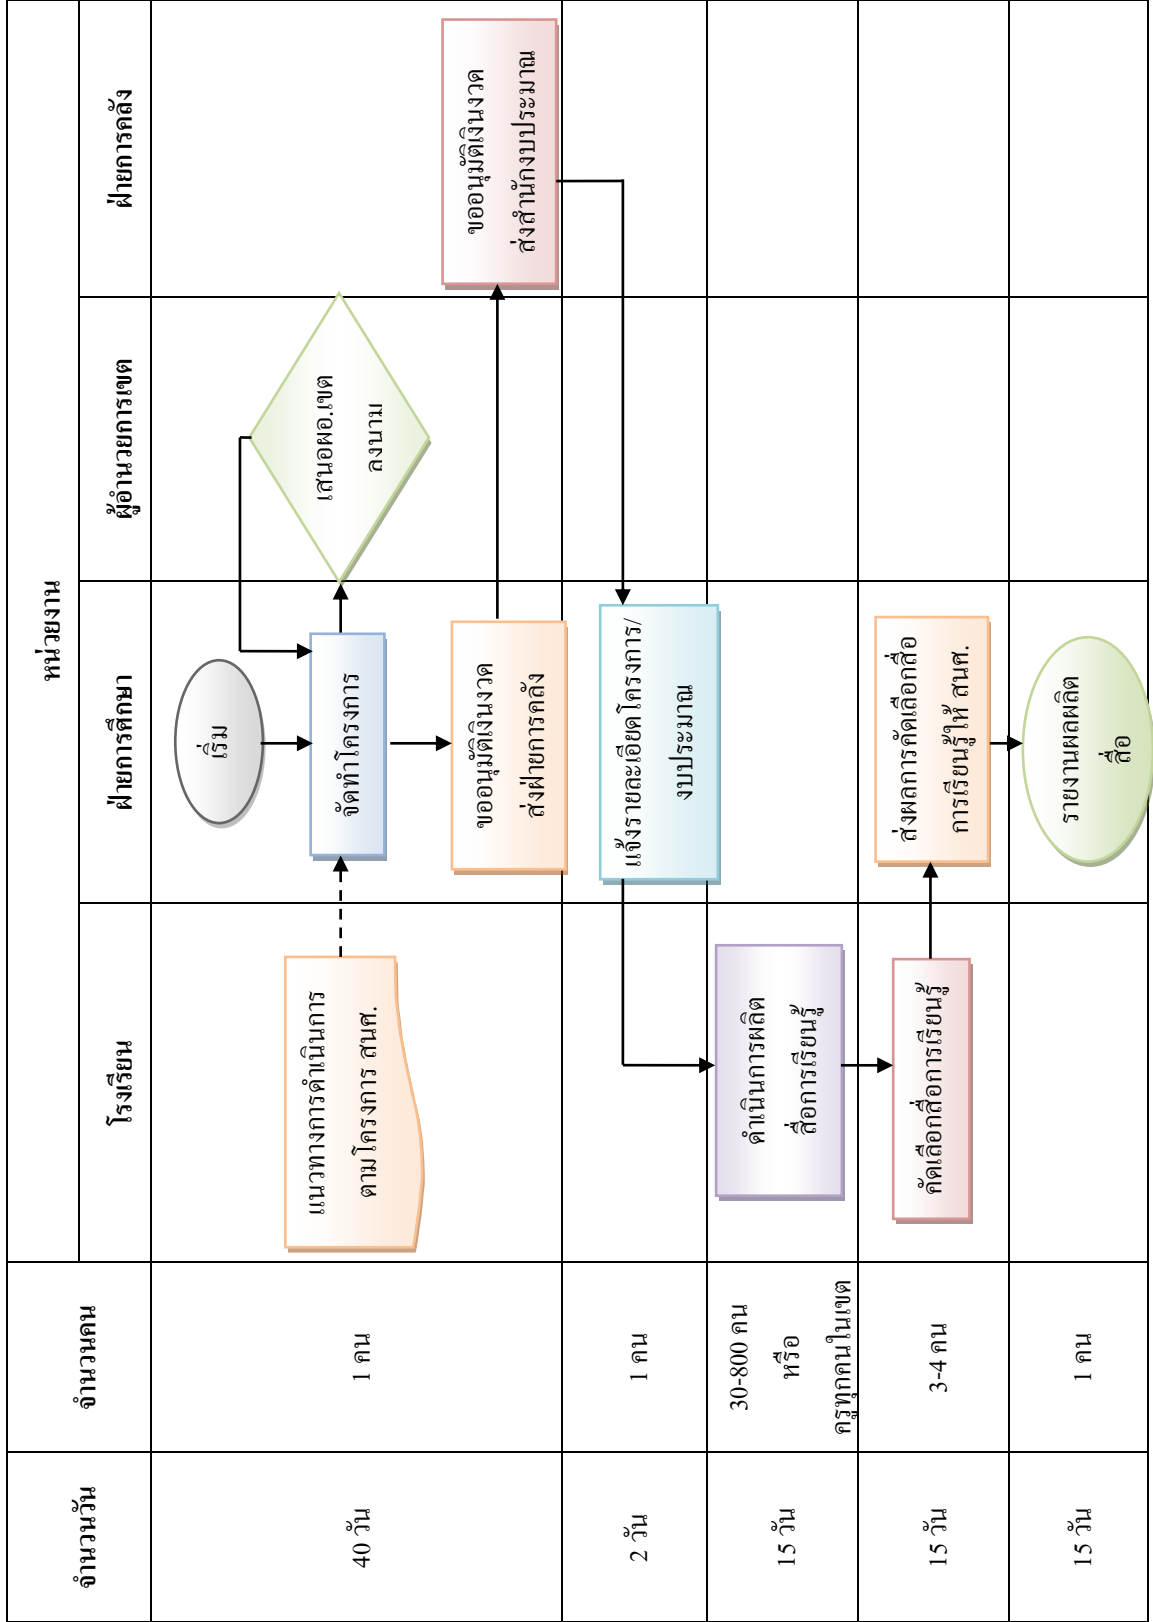 จำนวนวัน
จำนวนคน
หน่วยงาน
โรงเรียน
ฝ่ายการศึกษา
ผู้อำนวยการเขต
ฝ่ายการคลัง
40 วัน
1 คน
แนวทางการดำเนินการ
ตามโครงการ สนศ.
เริ่ม
จัดทำโครงการ
เสนอผอ.เขต
ลงนาม
ขออนุมัติเงินงวด
ส่งฝ่ายการคลัง
ขออนุมัติเงินงวด
ส่งสำนักงบประมาณ
2 วัน
1 คน
แจ้งรายละเอียดโครงการ/
งบประมาณ
15 วัน
30-800 คน
หรือ
ครูทุกคนในเขต
ดำเนินการผลิต
สื่อการเรียนรู้
15 วัน
3-4 คน
คัดเลือกสื่อการเรียนรู้
ส่งผลการคัดเลือกสื่อ
การเรียนรู้ให้ สนศ.
15 วัน
1 คน
รายงานผลผลิต
สื่อ